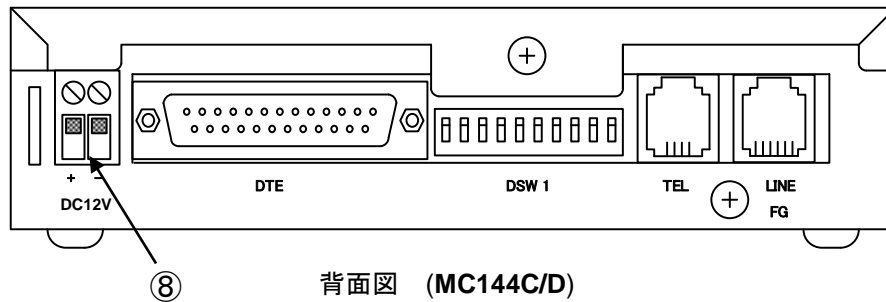 + −
DC12V
DTE
DSW 1
TEL
LINE
FG
⑧
背面図 (MC144C/D)